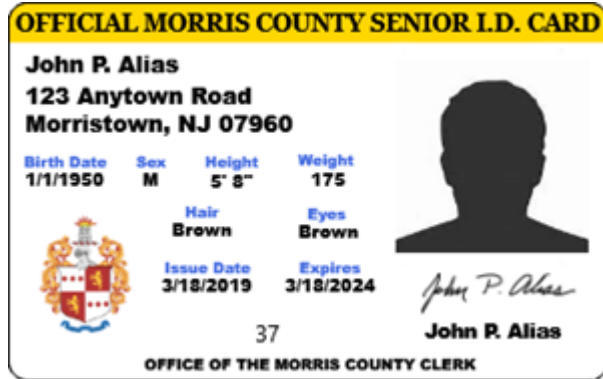 OFFICIAL MORRIS COUNTY SENIOR I.D. CARD
John P. Alias
123 Anytown Road
Morristown, NJ 07960
Birth Date Sex Height Weight
1/1/1950 M 5' 8" 175
Hair Eyes
Brown Brown
Issue Date Expires
3/18/2019 3/18/2024
John P. Alias
37
John P. Alias
OFFICE OF THE MORRIS COUNTY CLERK